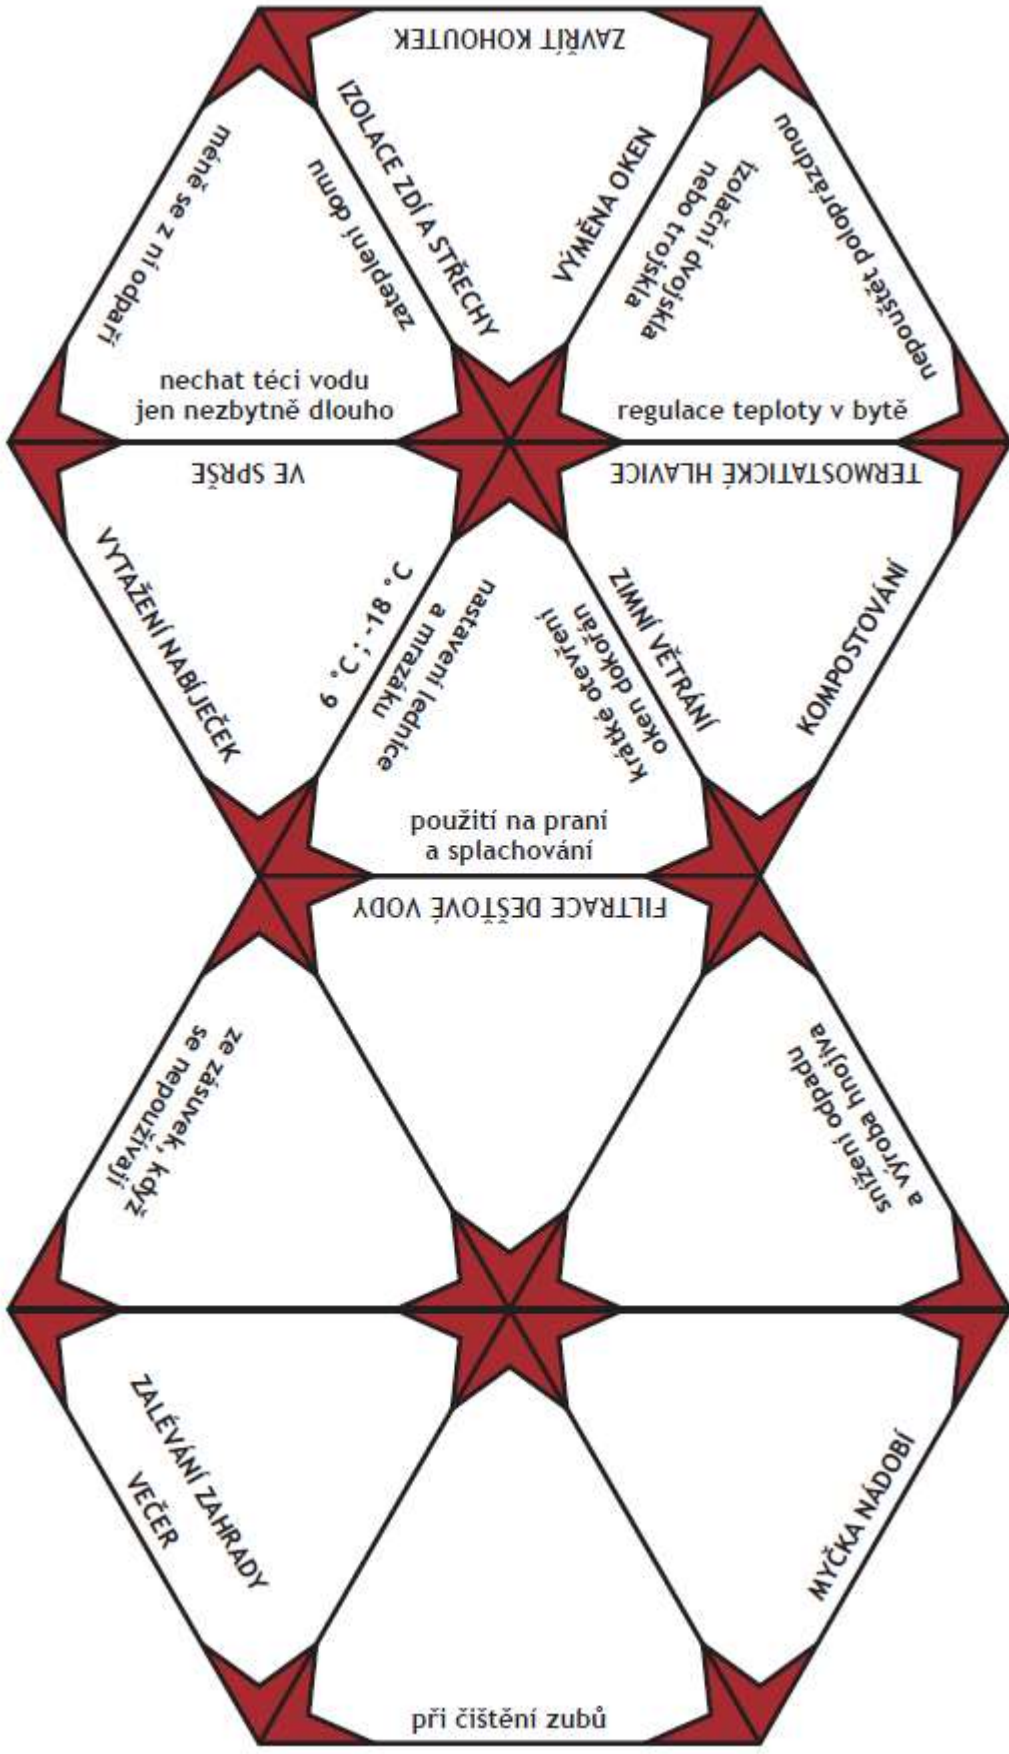 ZAVŘÍT KOHOUTEK
méně se z ní odpaří
zateplení domu
IZOLACE ZDÍ A STŘECHY
VÝMĚNA OKEN
izolační dvojskla
nebo trojskla
nepouštět poloprázdnou
nechat téci vodu
jen nezbytně dlouho
regulace teploty v bytě
VE SPRŠE
TERMOSTATICKÉ HLAVICE
VYTAŽENÍ NABÍJEČEK
6 °C ; -18 °C
nastavení lednice
a mrazáku
krátké otevření
oken dokořán
ZIMNÍ VĚTRÁNÍ
KOMPOSTOVÁNÍ
použití na praní
a splachování
FILTRACE DEŠŤOVÉ VODY
ze zásuvek, když
se nepoužívají
snížení odpadu
a výroba hnojiva
ZALÉVÁNÍ ZAHRADY
VEČER
MYČKA NÁDOBÍ
při čištění zubů